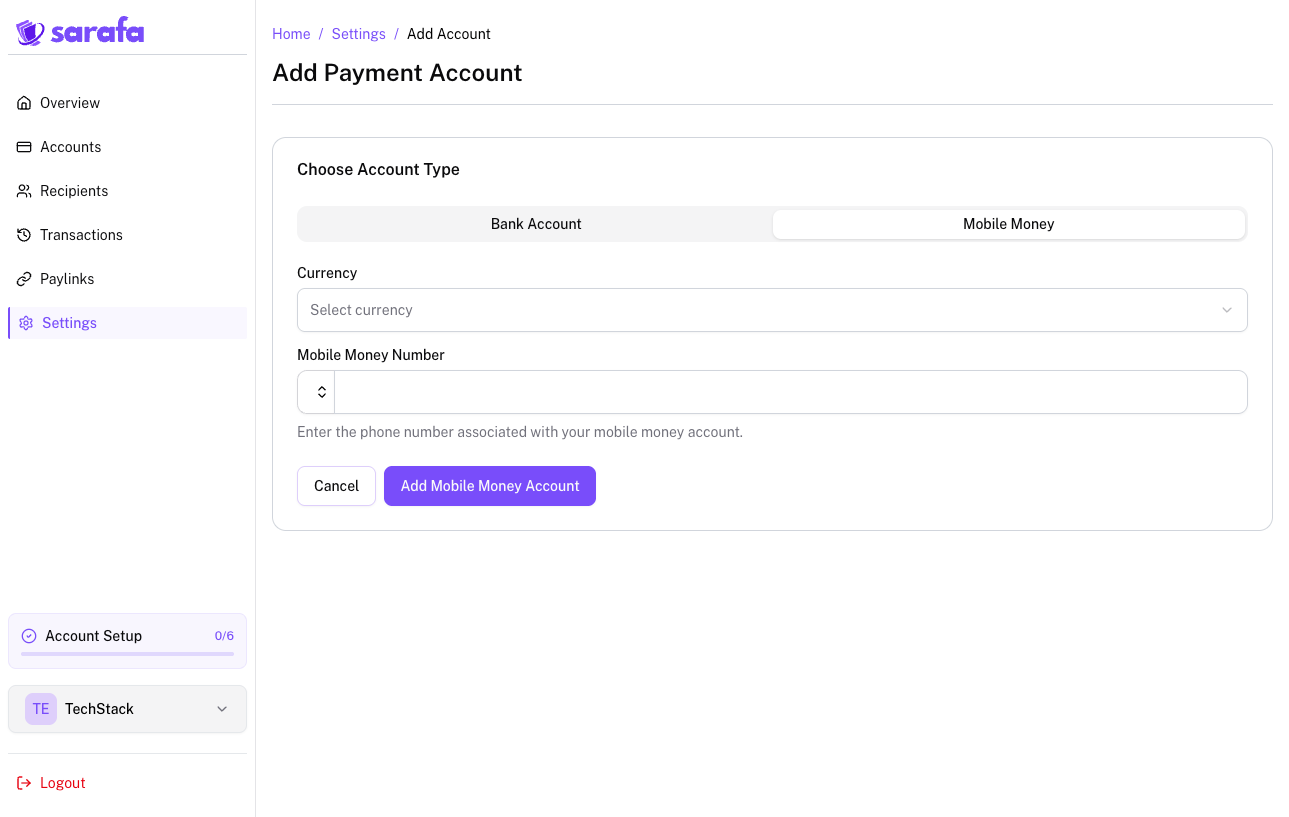 sarafa
Overview
Accounts
Recipients
Transactions
Paylinks
Settings
Account Setup 0/6
TE TechStack
Logout
Home / Settings / Add Account
Add Payment Account
Choose Account Type
Bank Account Mobile Money
Currency
Select currency
Mobile Money Number
Enter the phone number associated with your mobile money account.
Cancel Add Mobile Money Account